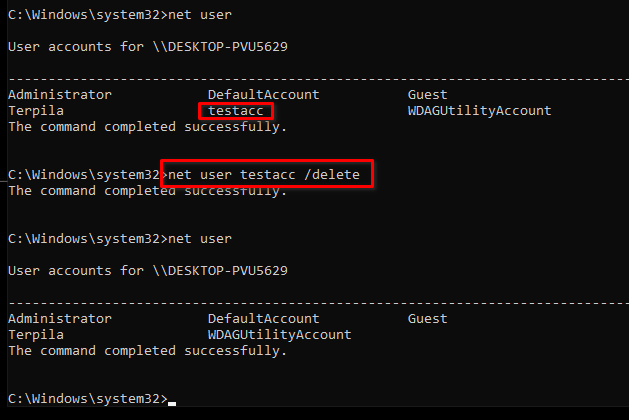 C:\Windows\system32>net user
User accounts for \\DESKTOP-PVU5629
-------------------------------------------------------------------------------
Administrator            DefaultAccount           Guest
Terpila                  testacc                  WDAGUtilityAccount
The command completed successfully.
C:\Windows\system32>net user testacc /delete
The command completed successfully.
C:\Windows\system32>net user
User accounts for \\DESKTOP-PVU5629
-------------------------------------------------------------------------------
Administrator            DefaultAccount           Guest
Terpila                  WDAGUtilityAccount
The command completed successfully.
C:\Windows\system32>